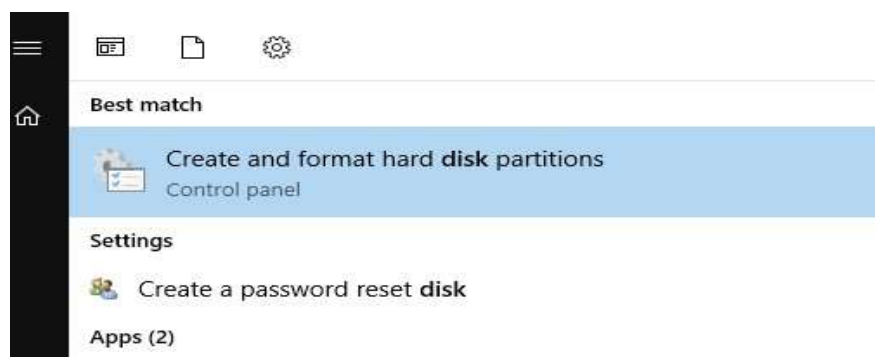 Best match
Create and format hard disk partitions
Control panel
Settings
Create a password reset disk
Apps (2)